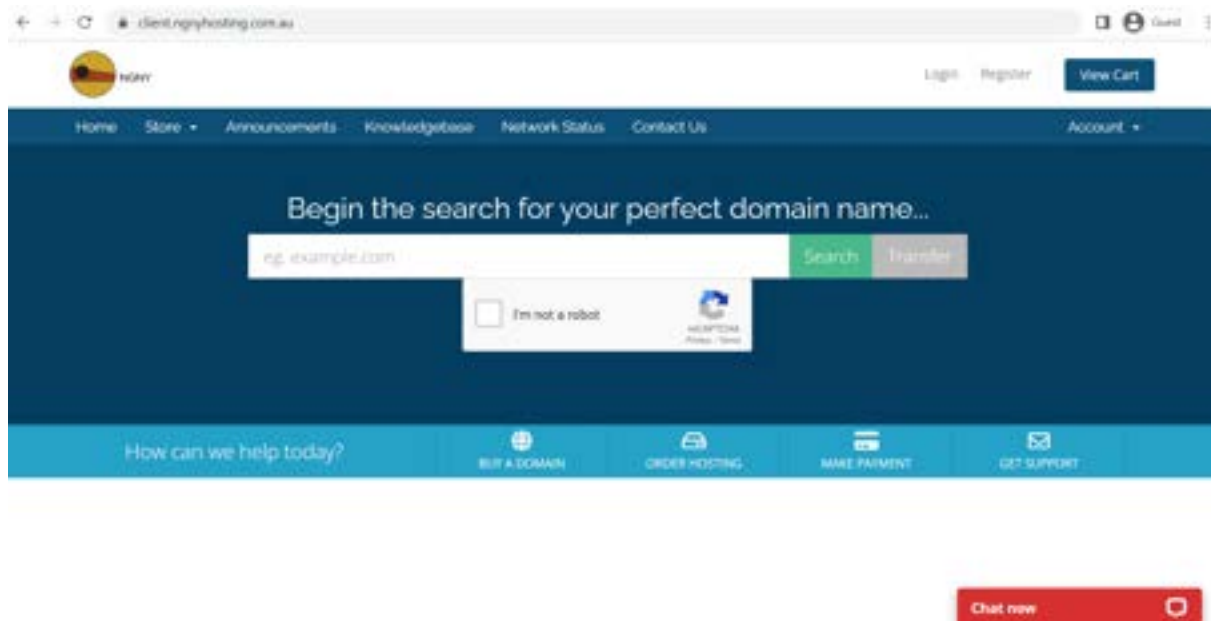 client.ngnyhosting.com.au
Guest
NGNY
Login Register View Cart
Home Store Announcements Knowledgebase Network Status Contact Us Account
Begin the search for your perfect domain name...
eg. example.com Search Transfer
I'm not a robot
reCAPTCHA
Privacy - Terms
How can we help today?
BUY A DOMAIN ORDER HOSTING MAKE PAYMENT GET SUPPORT
Chat now